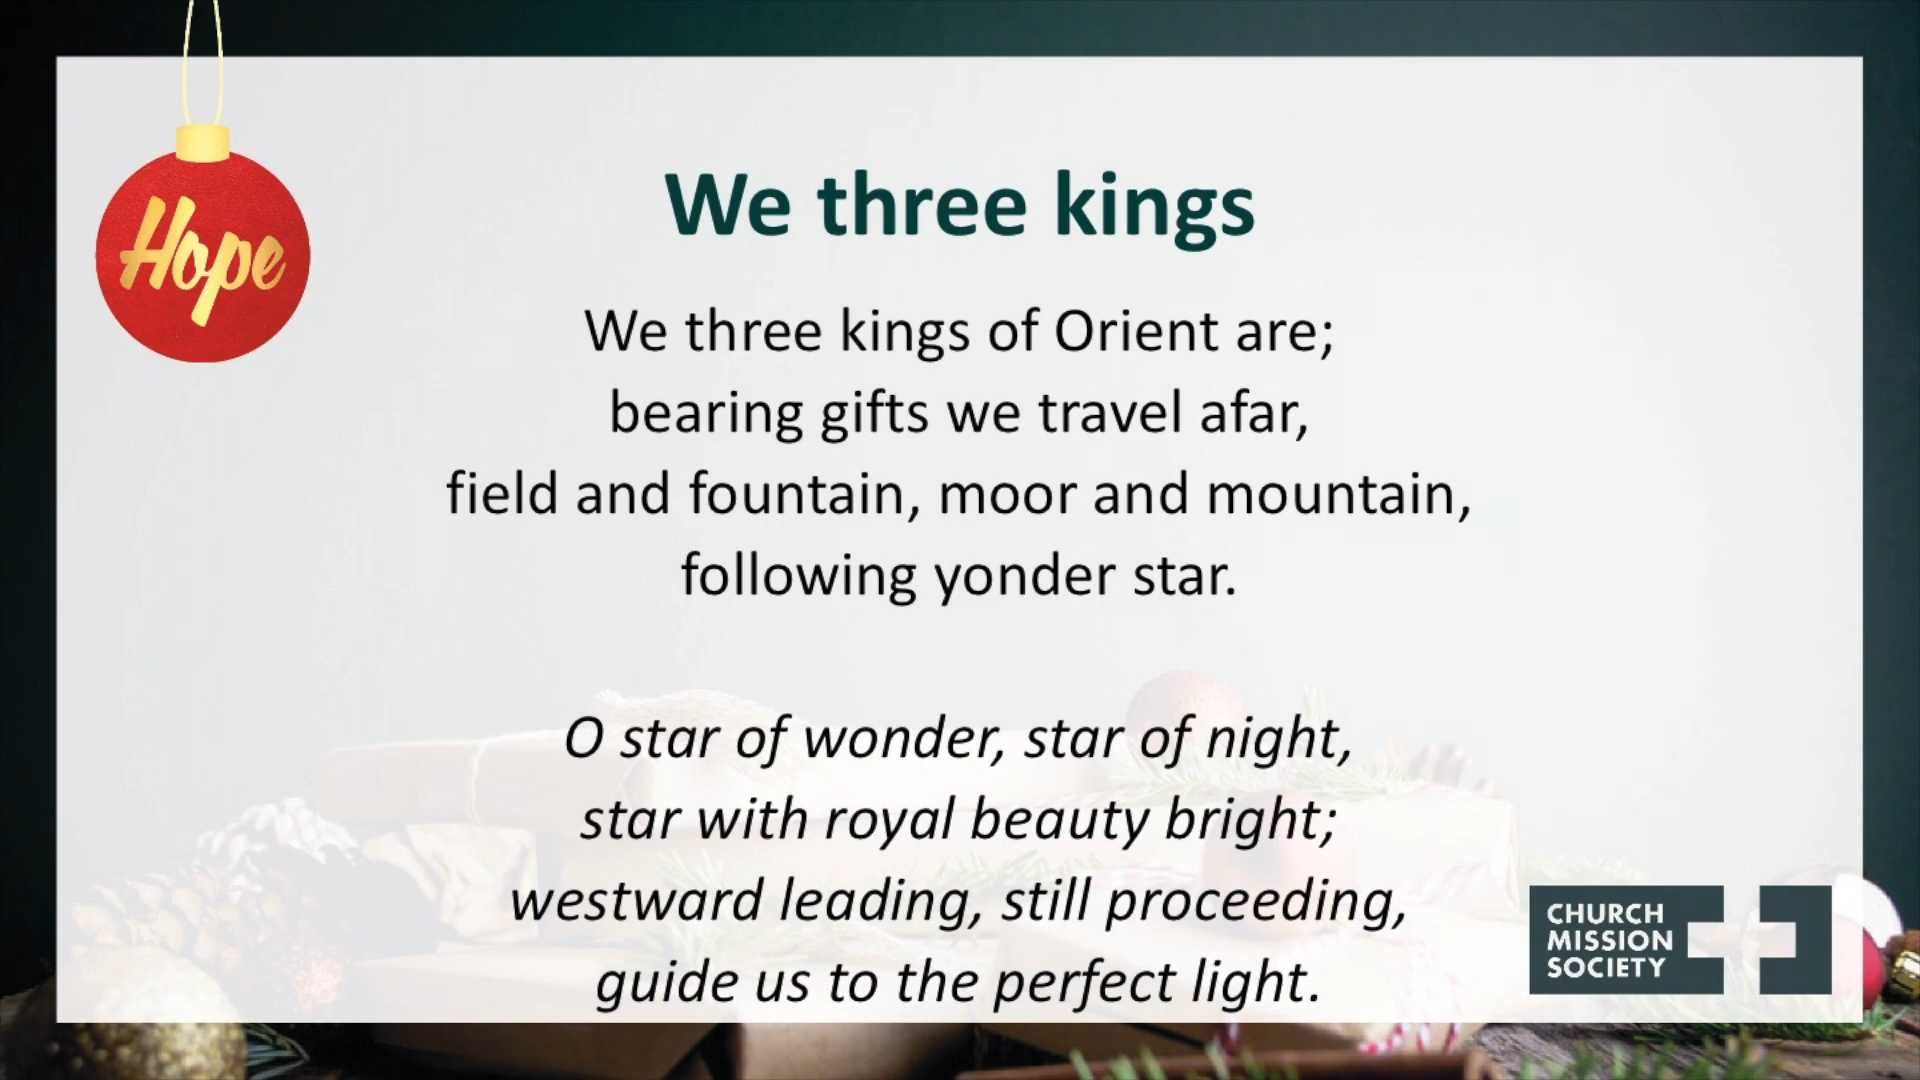 Hope
We three kings
We three kings of Orient are;
bearing gifts we travel afar,
field and fountain, moor and mountain,
following yonder star.
O star of wonder, star of night,
star with royal beauty bright;
westward leading, still proceeding,
guide us to the perfect light.
CHURCH
MISSION
SOCIETY